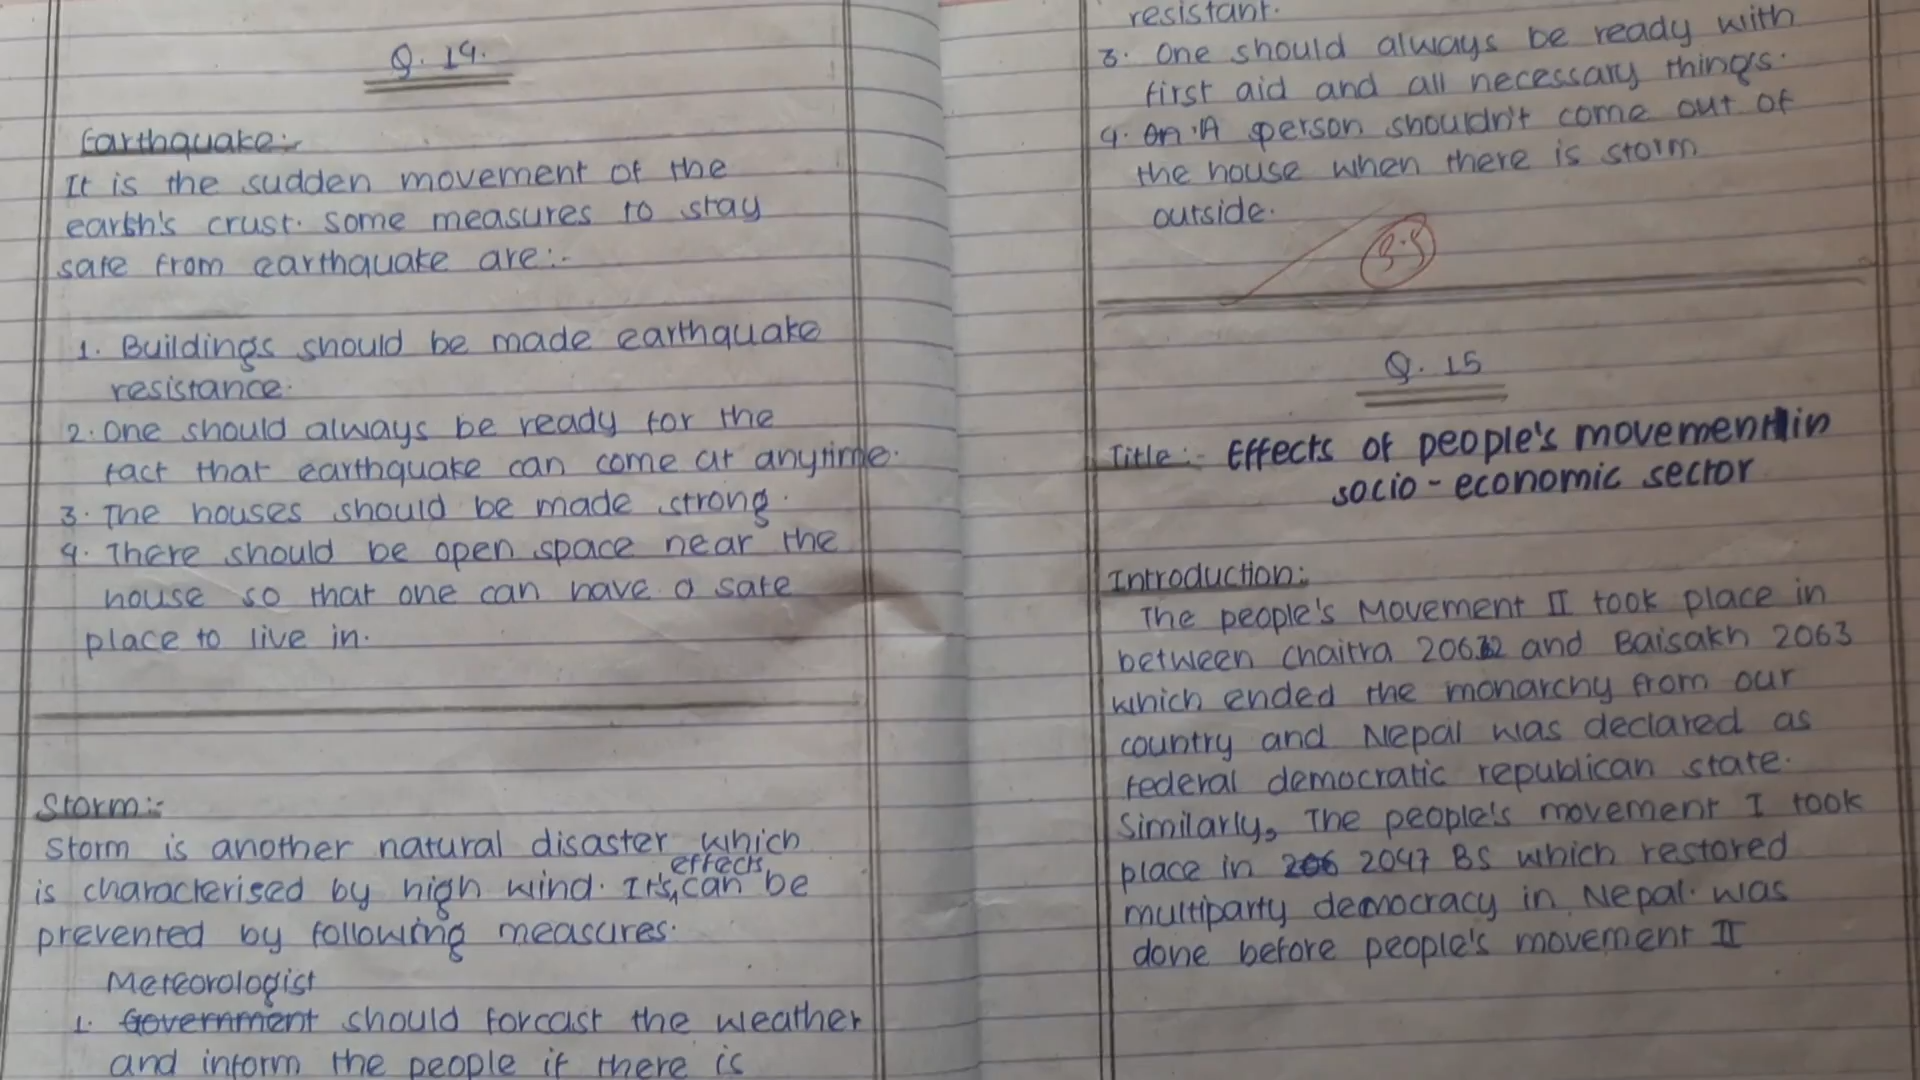 Q. 14.
Earthquake:-
It is the sudden movement of the
earth's crust. Some measures to stay
safe from earthquake are:-
1. Buildings should be made earthquake
resistance.
2. One should always be ready for the
fact that earthquake can come at anytime.
3. The houses should be made strong.
4. There should be open space near the
house so that one can have a safe
place to live in.
Storm:-
Storm is another natural disaster which
is characterised by high wind. It's effects can be
prevented by following measures.
Meteorologist
1. Government should forcast the weather
and inform the people if there is
resistant.
3. One should always be ready with
first aid and all necessary things.
4. On A person shouldn't come out of
the house when there is storm
outside.
Q. 15
Title:- Effects of people's movement in
socio-economic sector
Introduction:
The people's Movement II took place in
between chaitra 2062 and Baisakh 2063
which ended the monarchy from our
country and Nepal was declared as
federal democratic republican state.
Similarly, The people's movement I took
place in 206 2047 BS which restored
multiparty democracy in Nepal. was
done before people's movement II